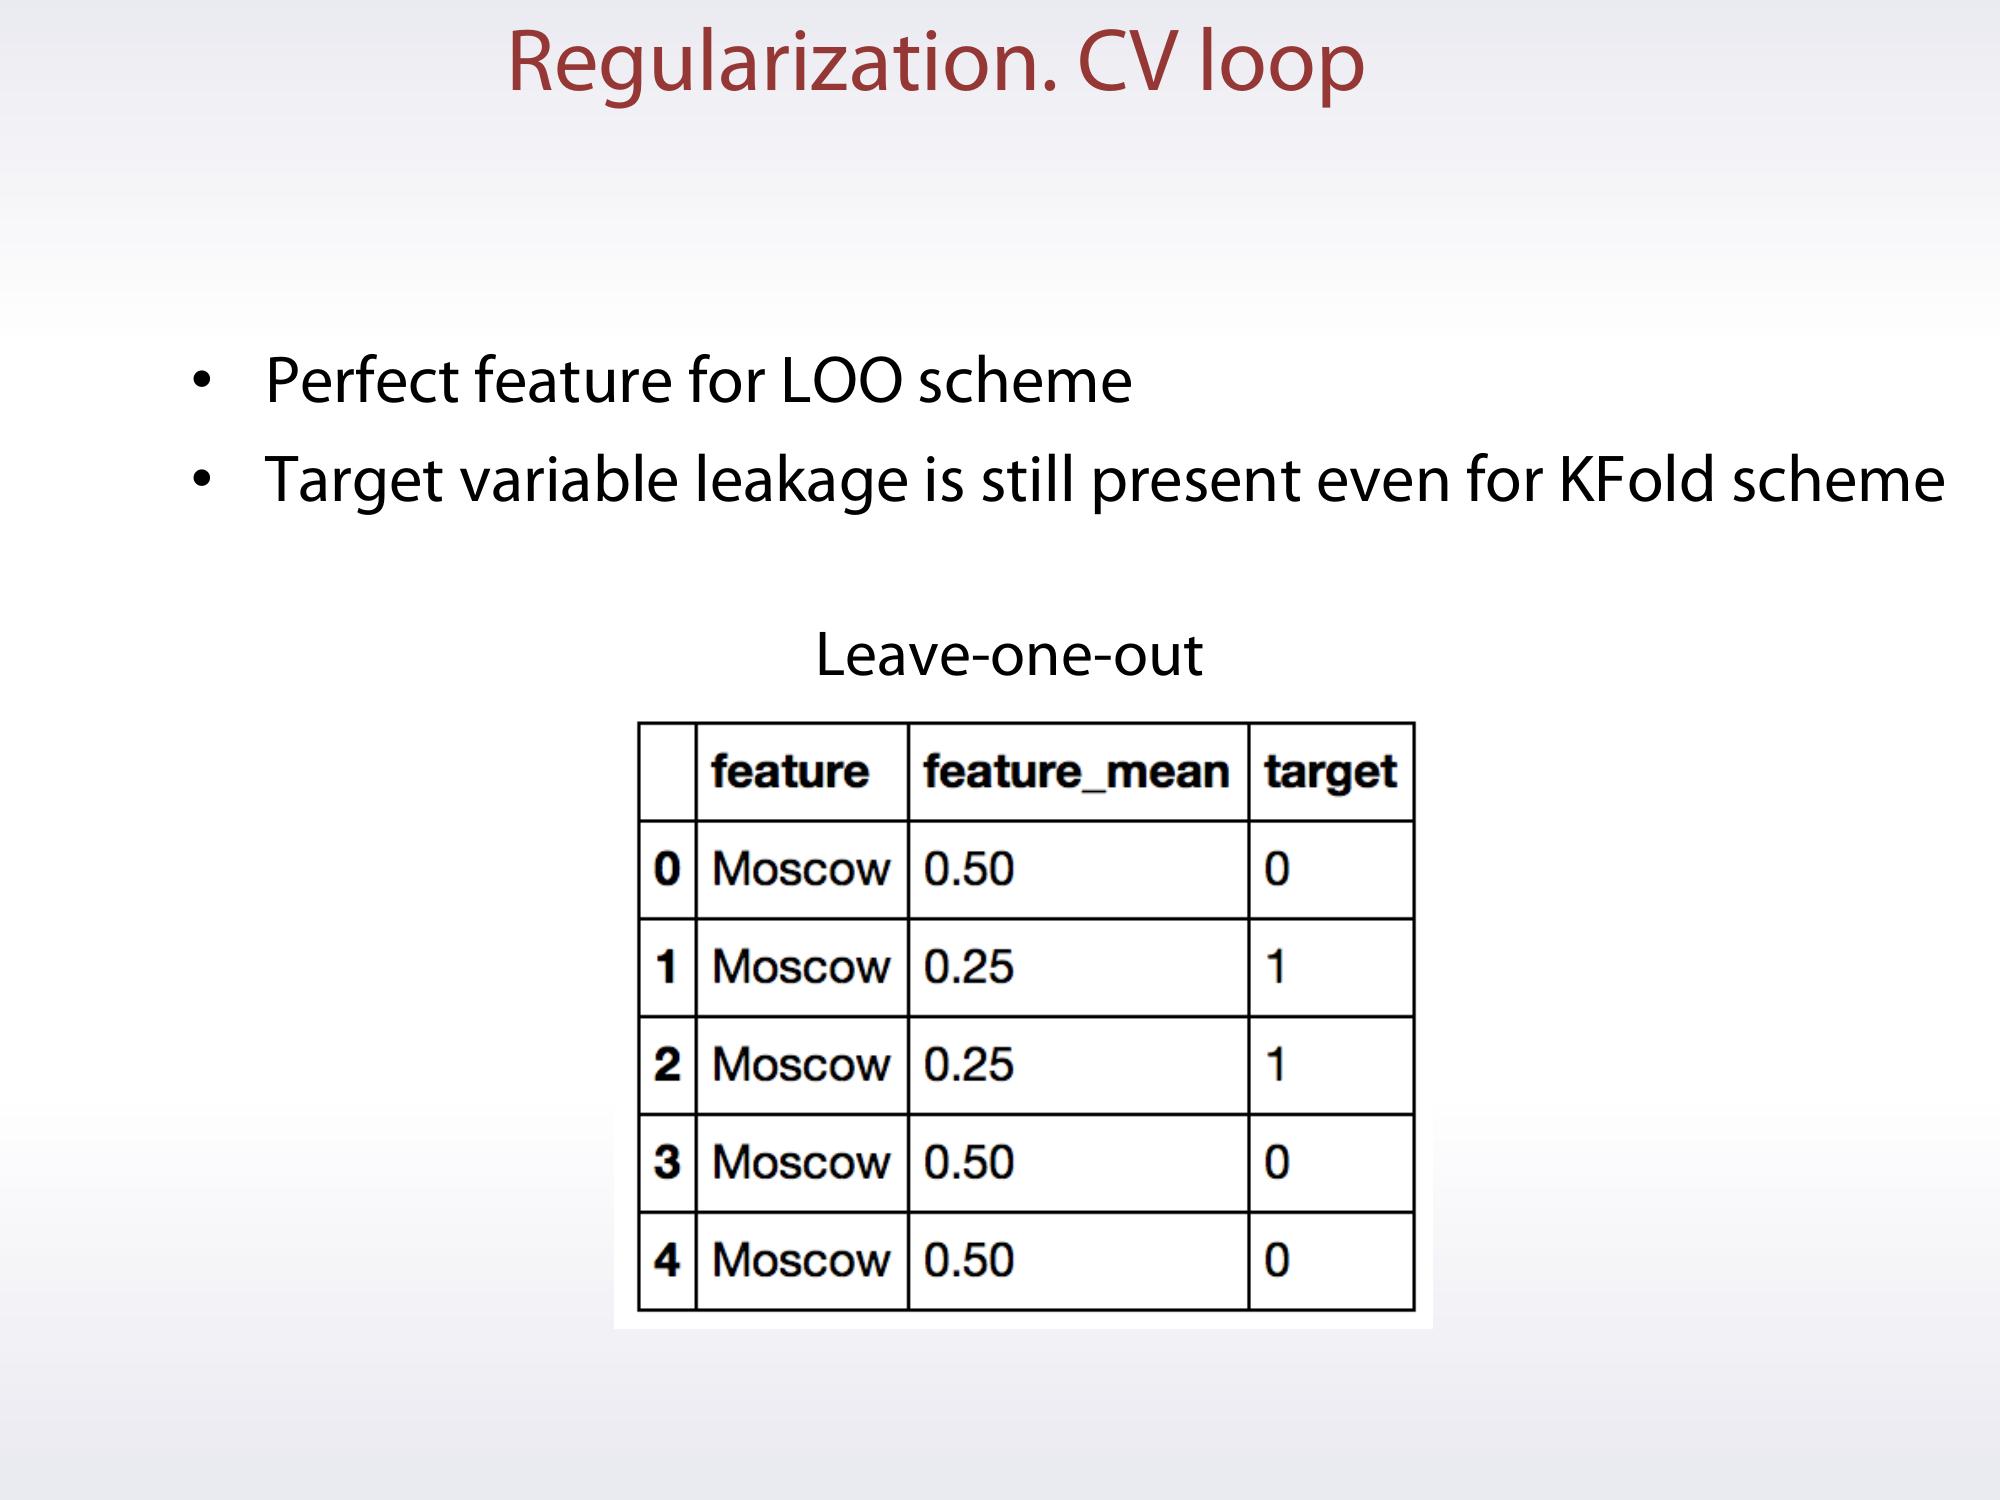 Regularization. CV loop
• Perfect feature for LOO scheme
• Target variable leakage is still present even for KFold scheme
Leave-one-out
feature feature_mean target
0 Moscow 0.50 0
1 Moscow 0.25 1
2 Moscow 0.25 1
3 Moscow 0.50 0
4 Moscow 0.50 0